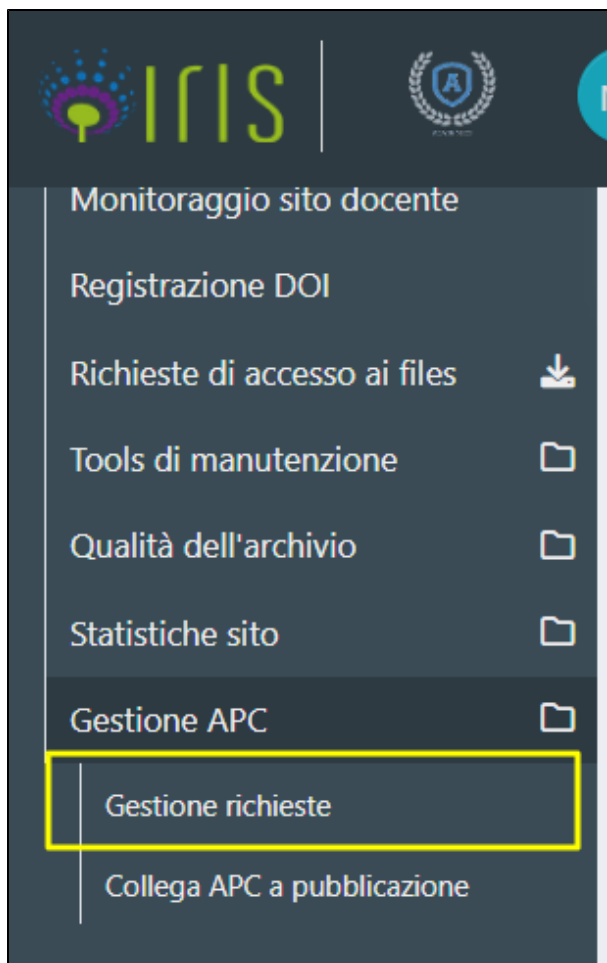 IRIS
A
Monitoraggio sito docente
Registrazione DOI
Richieste di accesso ai files
Tools di manutenzione
Qualità dell'archivio
Statistiche sito
Gestione APC
Gestione richieste
Collega APC a pubblicazione